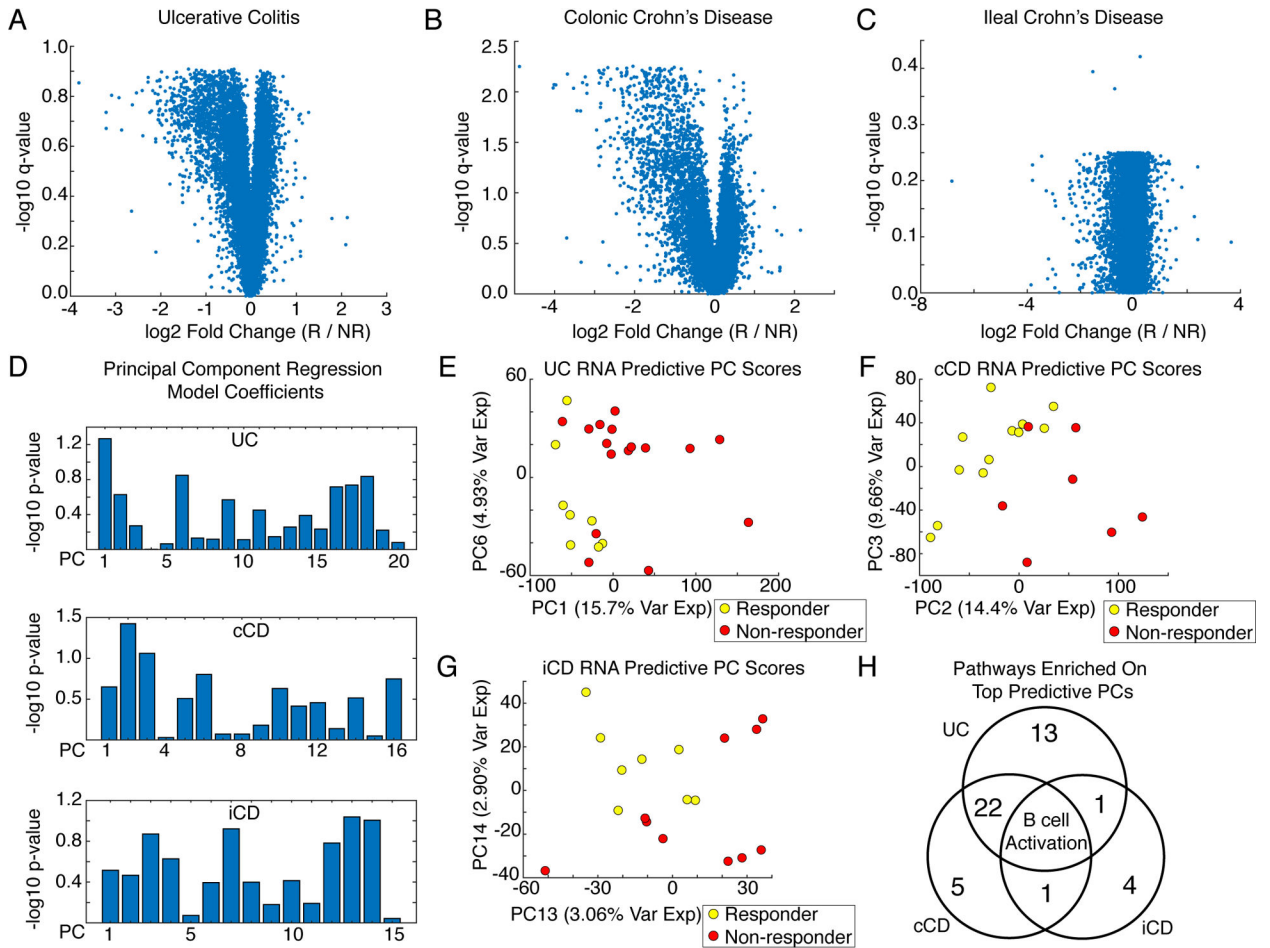 A
Ulcerative Colitis
-log10 q-value
1.0
0.8
0.6
0.4
0.2
0.0
-4 -3 -2 -1 0 1 2 3
log2 Fold Change (R / NR)
B
Colonic Crohn's Disease
-log10 q-value
2.5
2.0
1.5
1.0
0.5
0.0
-4 -2 0 2
log2 Fold Change (R / NR)
C
Ileal Crohn's Disease
-log10 q-value
0.4
0.3
0.2
0.1
0.0
-8 -4 0 4
log2 Fold Change (R / NR)
D
Principal Component Regression
Model Coefficients
UC
-log10 p-value
1.2
0.8
0.4
PC 1 5 10 15 20
cCD
-log10 p-value
1.5
1.0
0.5
PC 1 4 8 12 16
iCD
-log10 p-value
1.2
0.8
0.4
PC 1 5 10 15
E
UC RNA Predictive PC Scores
PC6 (4.93% Var Exp)
60
0
-60
-100 0 100 200
PC1 (15.7% Var Exp)
Responder
Non-responder
F
cCD RNA Predictive PC Scores
PC3 (9.66% Var Exp)
80
40
0
-40
-80
-100 0 100
PC2 (14.4% Var Exp)
Responder
Non-responder
G
iCD RNA Predictive PC Scores
PC14 (2.90% Var Exp)
40
20
0
-20
-40
-60 -30 0 30
PC13 (3.06% Var Exp)
Responder
Non-responder
H
Pathways Enriched On
Top Predictive PCs
UC
13
22
1
B cell
Activation
5
1
4
cCD
iCD